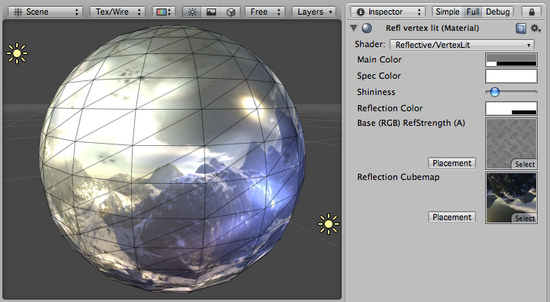 Scene Tex/Wire Free Layers
Inspector Simple Full Debug
Refl vertex lit (Material)
Shader: Reflective/VertexLit
Main Color
Spec Color
Shininess
Reflection Color
Base (RGB) RefStrength (A)
Placement Select
Reflection Cubemap
Placement Select